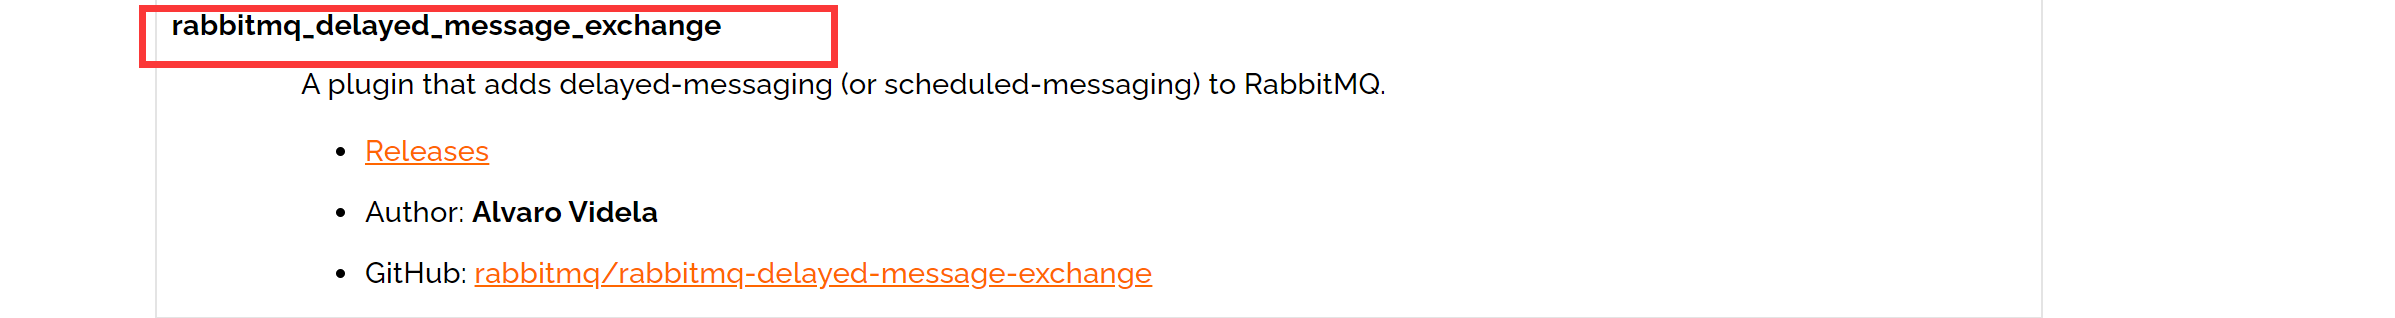 rabbitmq_delayed_message_exchange
A plugin that adds delayed-messaging (or scheduled-messaging) to RabbitMQ.
• Releases
• Author: Alvaro Videla
• GitHub: rabbitmq/rabbitmq-delayed-message-exchange